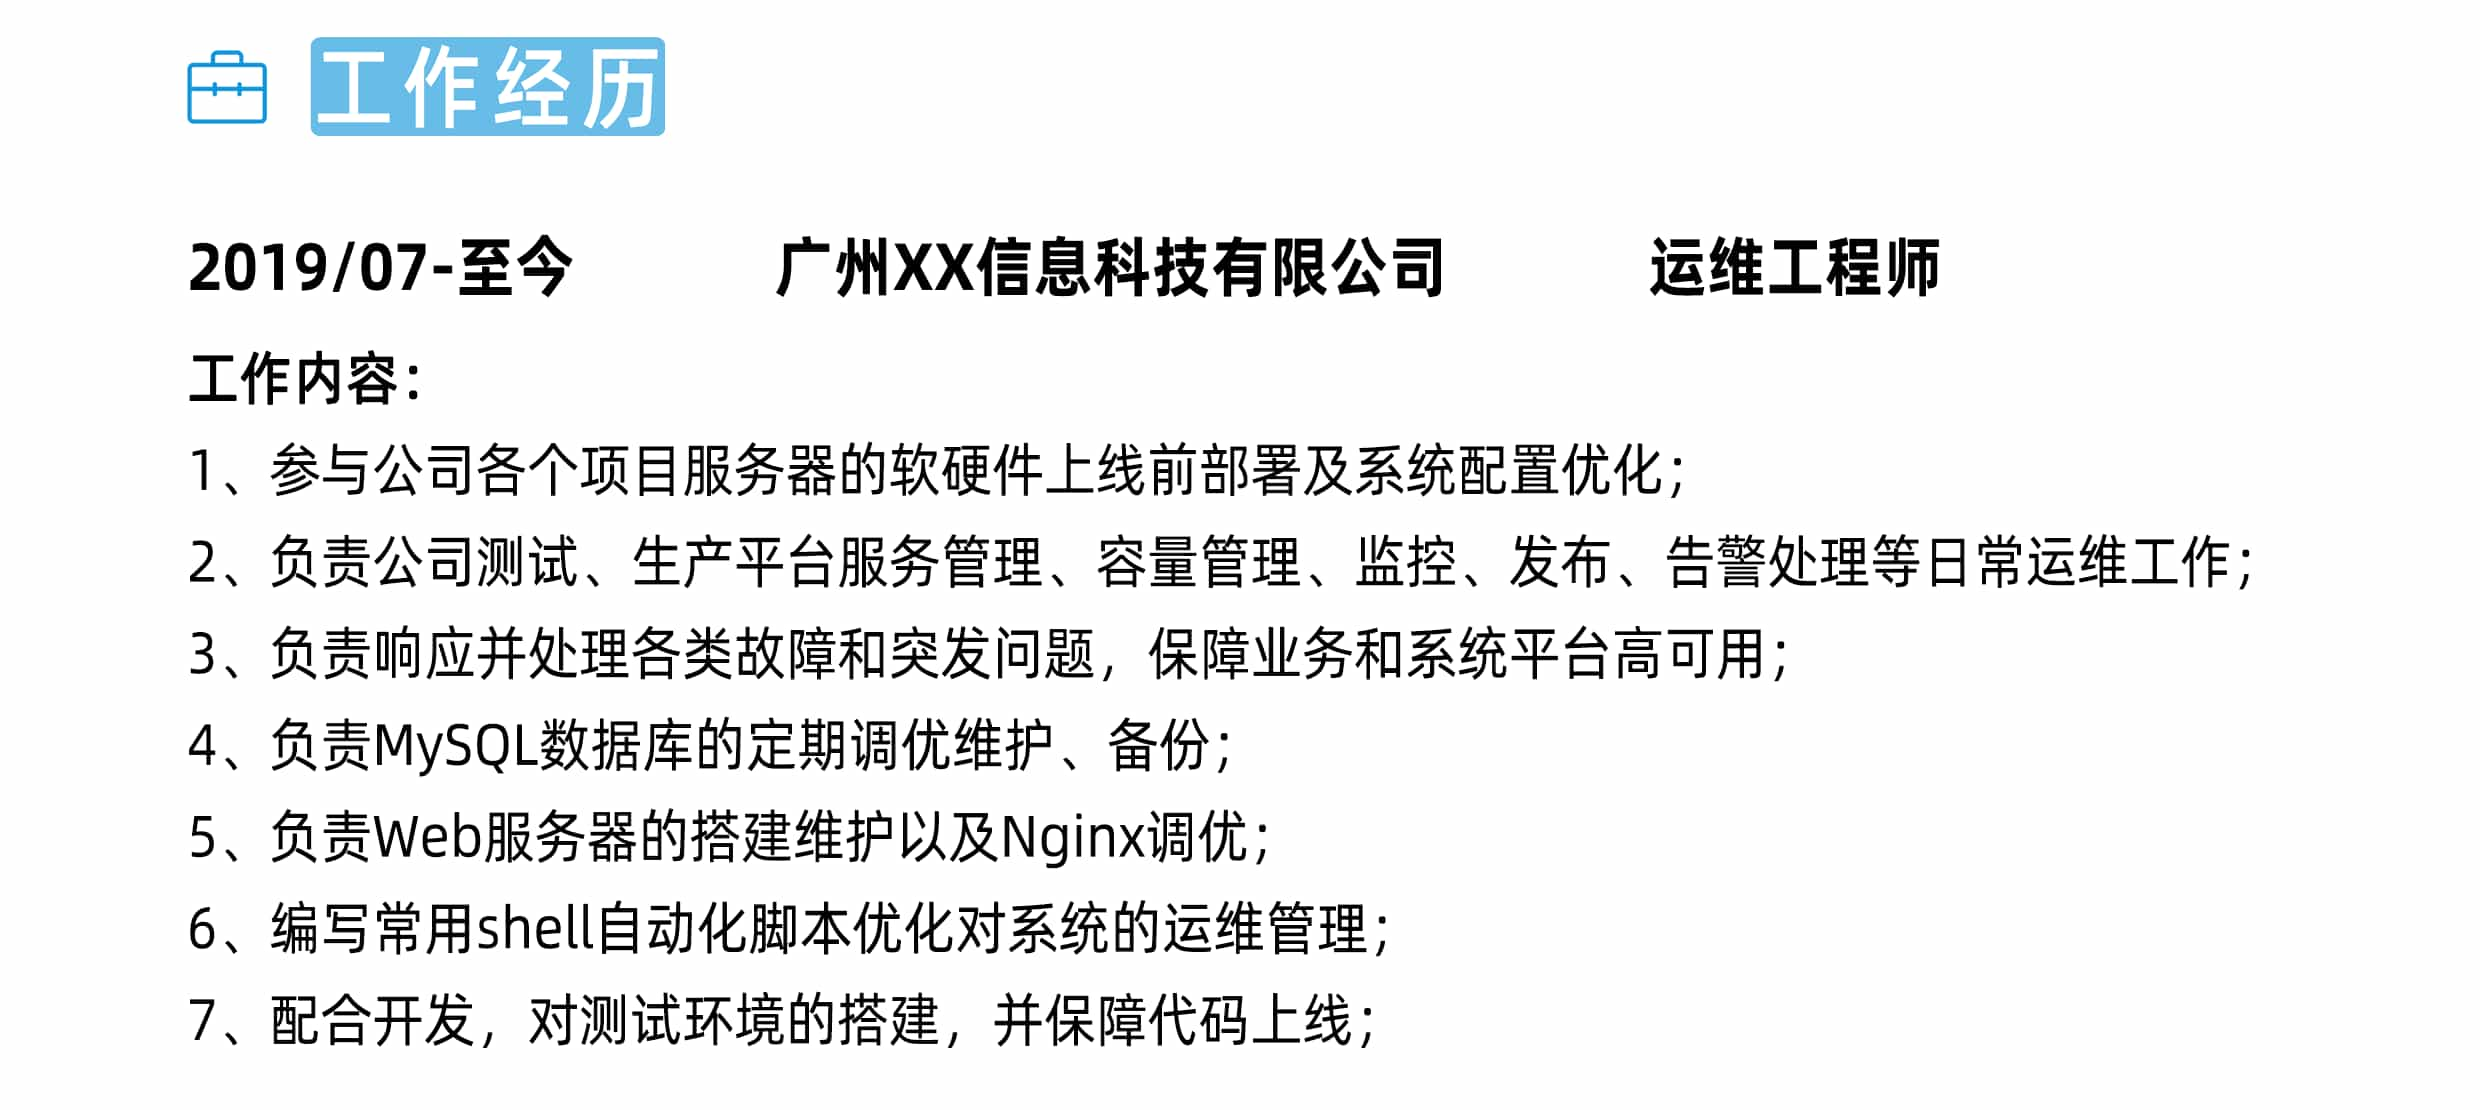 工作经历
2019/07-至今 广州XX信息科技有限公司 运维工程师
工作内容：
1、参与公司各个项目服务器的软硬件上线前部署及系统配置优化；
2、负责公司测试、生产平台服务管理、容量管理、监控、发布、告警处理等日常运维工作；
3、负责响应并处理各类故障和突发问题，保障业务和系统平台高可用；
4、负责MySQL数据库的定期调优维护、备份；
5、负责Web服务器的搭建维护以及Nginx调优；
6、编写常用shell自动化脚本优化对系统的运维管理；
7、配合开发，对测试环境的搭建，并保障代码上线；